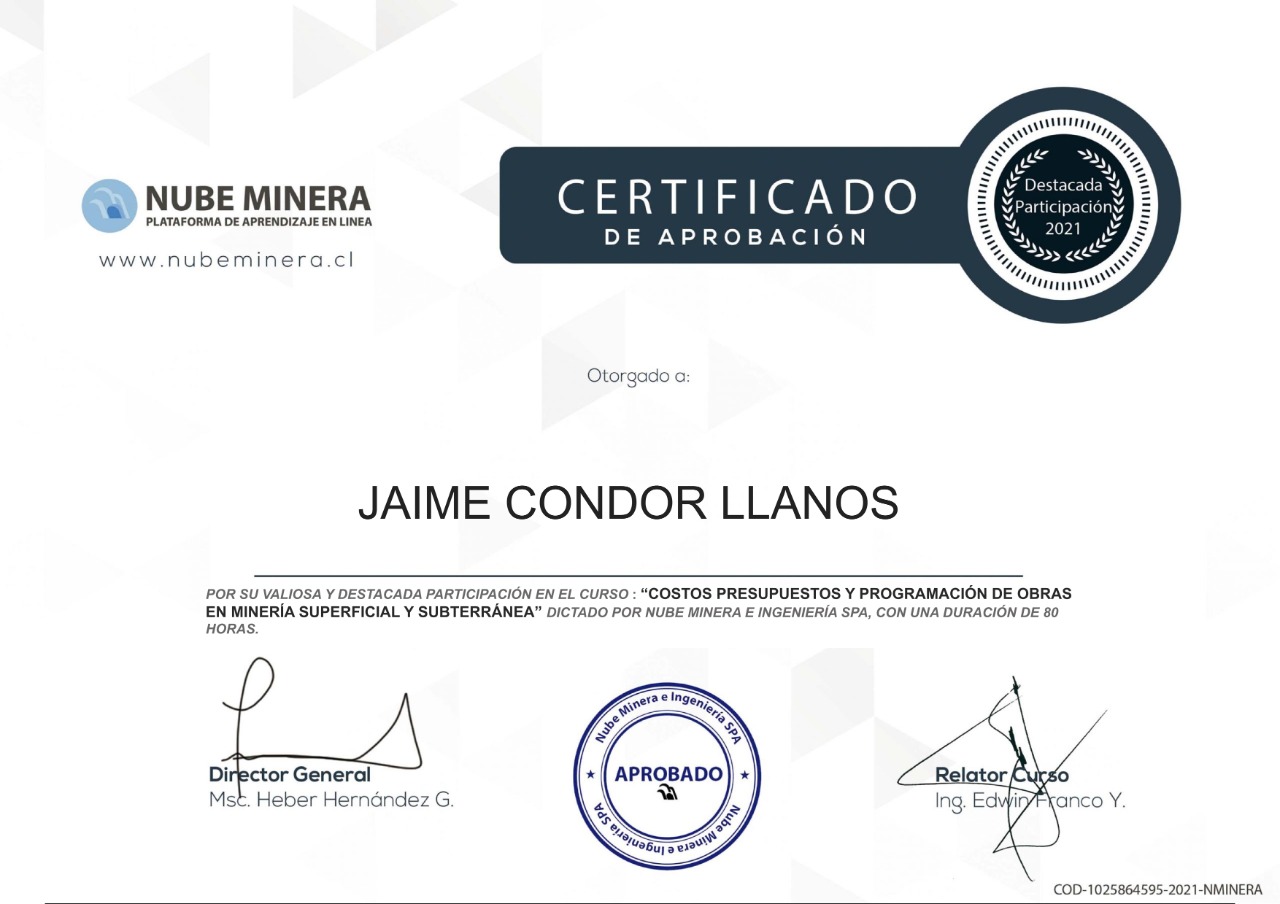 NUBE MINERA
PLATAFORMA DE APRENDIZAJE EN LINEA
www.nubeminera.cl
CERTIFICADO
DE APROBACIÓN
Destacada
Participación
2021
Otorgado a:
JAIME CONDOR LLANOS
POR SU VALIOSA Y DESTACADA PARTICIPACIÓN EN EL CURSO : “COSTOS PRESUPUESTOS Y PROGRAMACIÓN DE OBRAS
EN MINERÍA SUPERFICIAL Y SUBTERRÁNEA” DICTADO POR NUBE MINERA E INGENIERÍA SPA, CON UNA DURACIÓN DE 80
HORAS.
Director General
Msc. Heber Hernández G.
Nube Minera e Ingeniería SPA
APROBADO
Nube Minera e Ingeniería SPA
Relator Curso
Ing. Edwin Franco Y.
COD-1025864595-2021-NMINERA